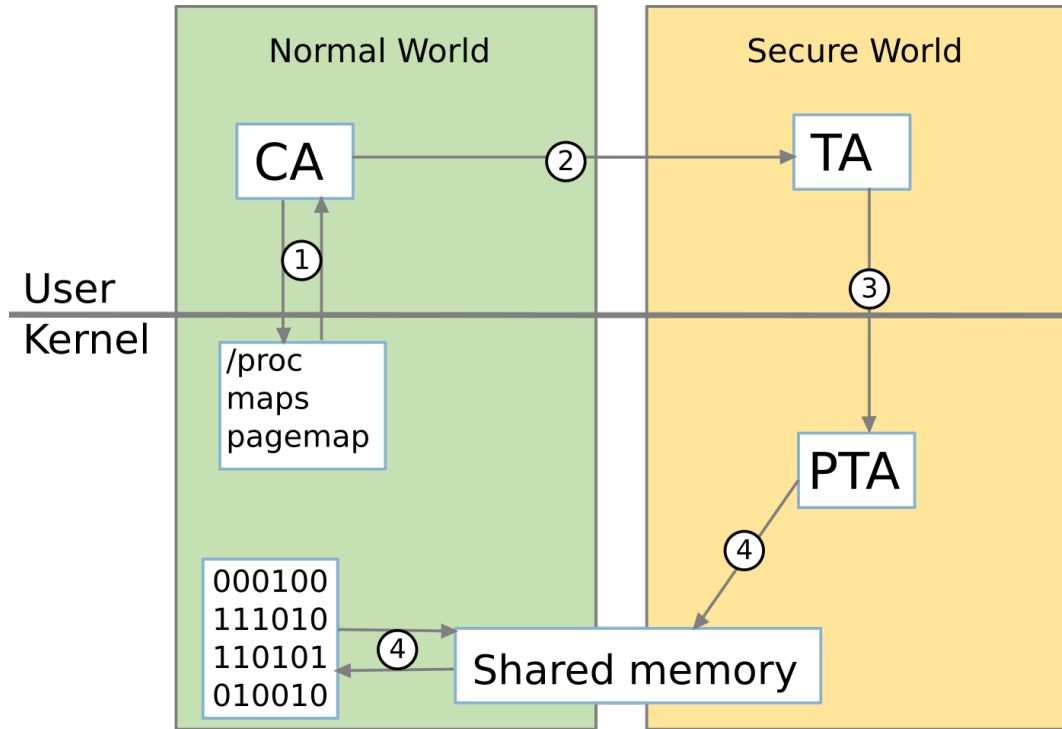 Normal World
Secure World
CA
2
TA
1
3
User
Kernel
/proc
maps
pagemap
PTA
4
000100
111010
110101
010010
4
Shared memory